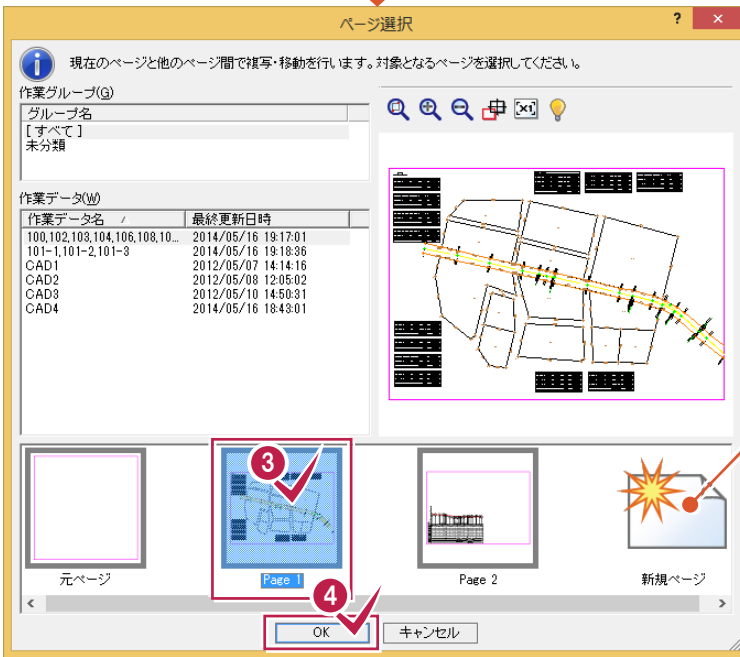 ページ選択
? ×
現在のページと他のページ間で複写・移動を行います。対象となるページを選択してください。
作業グループ(G)
グループ名
[すべて]
未分類
作業データ(W)
作業データ名 最終更新日時
100,102,103,104,106,108,10... 2014/05/16 19:17:01
101-1,101-2,101-3 2014/05/16 19:18:36
CAD1 2012/05/07 14:14:16
CAD2 2012/05/08 12:05:02
CAD3 2012/05/10 14:50:31
CAD4 2014/05/16 18:43:01
×1
3
元ページ
Page 1
Page 2
新規ページ
4
OK
キャンセル